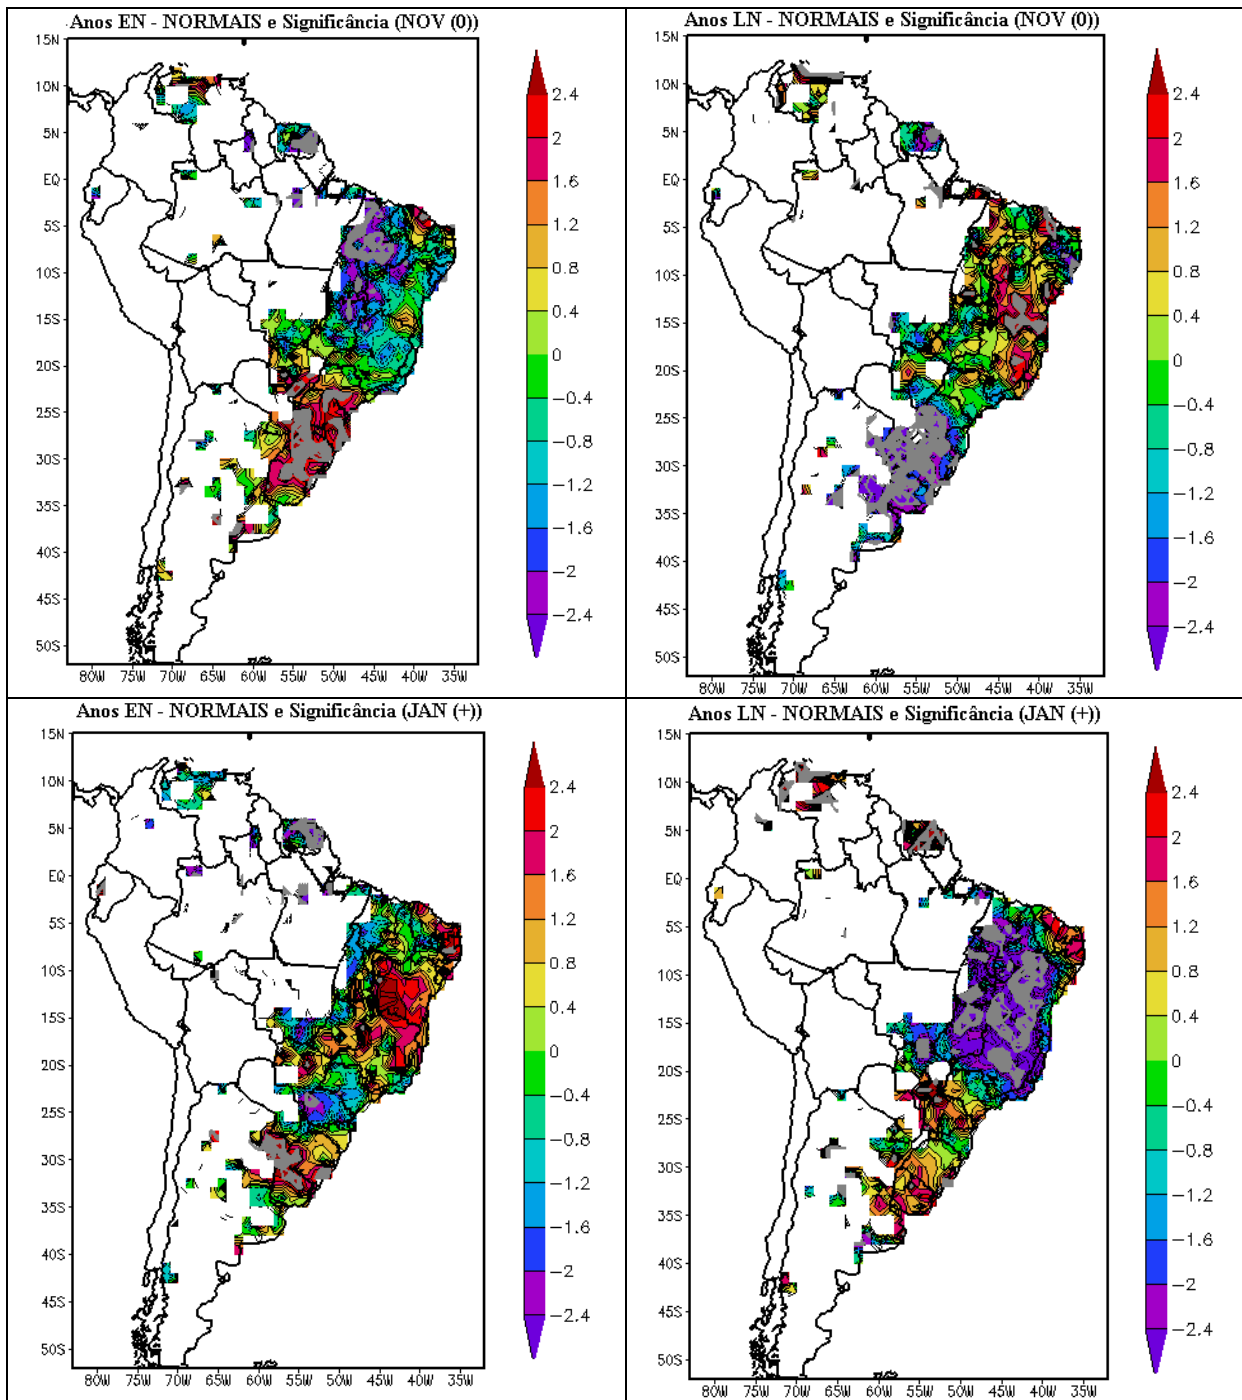 Anos EN - NORMAIS e Significância (NOV (0))
15N
10N
5N
EQ
5S
10S
15S
20S
25S
30S
35S
40S
45S
50S
80W 75W 70W 65W 60W 55W 50W 45W 40W 35W
2.4
2
1.6
1.2
0.8
0.4
0
−0.4
−0.8
−1.2
−1.6
−2
−2.4
Anos LN - NORMAIS e Significância (NOV (0))
15N
10N
5N
EQ
5S
10S
15S
20S
25S
30S
35S
40S
45S
50S
80W 75W 70W 65W 60W 55W 50W 45W 40W 35W
2.4
2
1.6
1.2
0.8
0.4
0
−0.4
−0.8
−1.2
−1.6
−2
−2.4
Anos EN - NORMAIS e Significância (JAN (+))
15N
10N
5N
EQ
5S
10S
15S
20S
25S
30S
35S
40S
45S
50S
80W 75W 70W 65W 60W 55W 50W 45W 40W 35W
2.4
2
1.6
1.2
0.8
0.4
0
−0.4
−0.8
−1.2
−1.6
−2
−2.4
Anos LN - NORMAIS e Significância (JAN (+))
15N
10N
5N
EQ
5S
10S
15S
20S
25S
30S
35S
40S
45S
50S
80W 75W 70W 65W 60W 55W 50W 45W 40W 35W
2.4
2
1.6
1.2
0.8
0.4
0
−0.4
−0.8
−1.2
−1.6
−2
−2.4